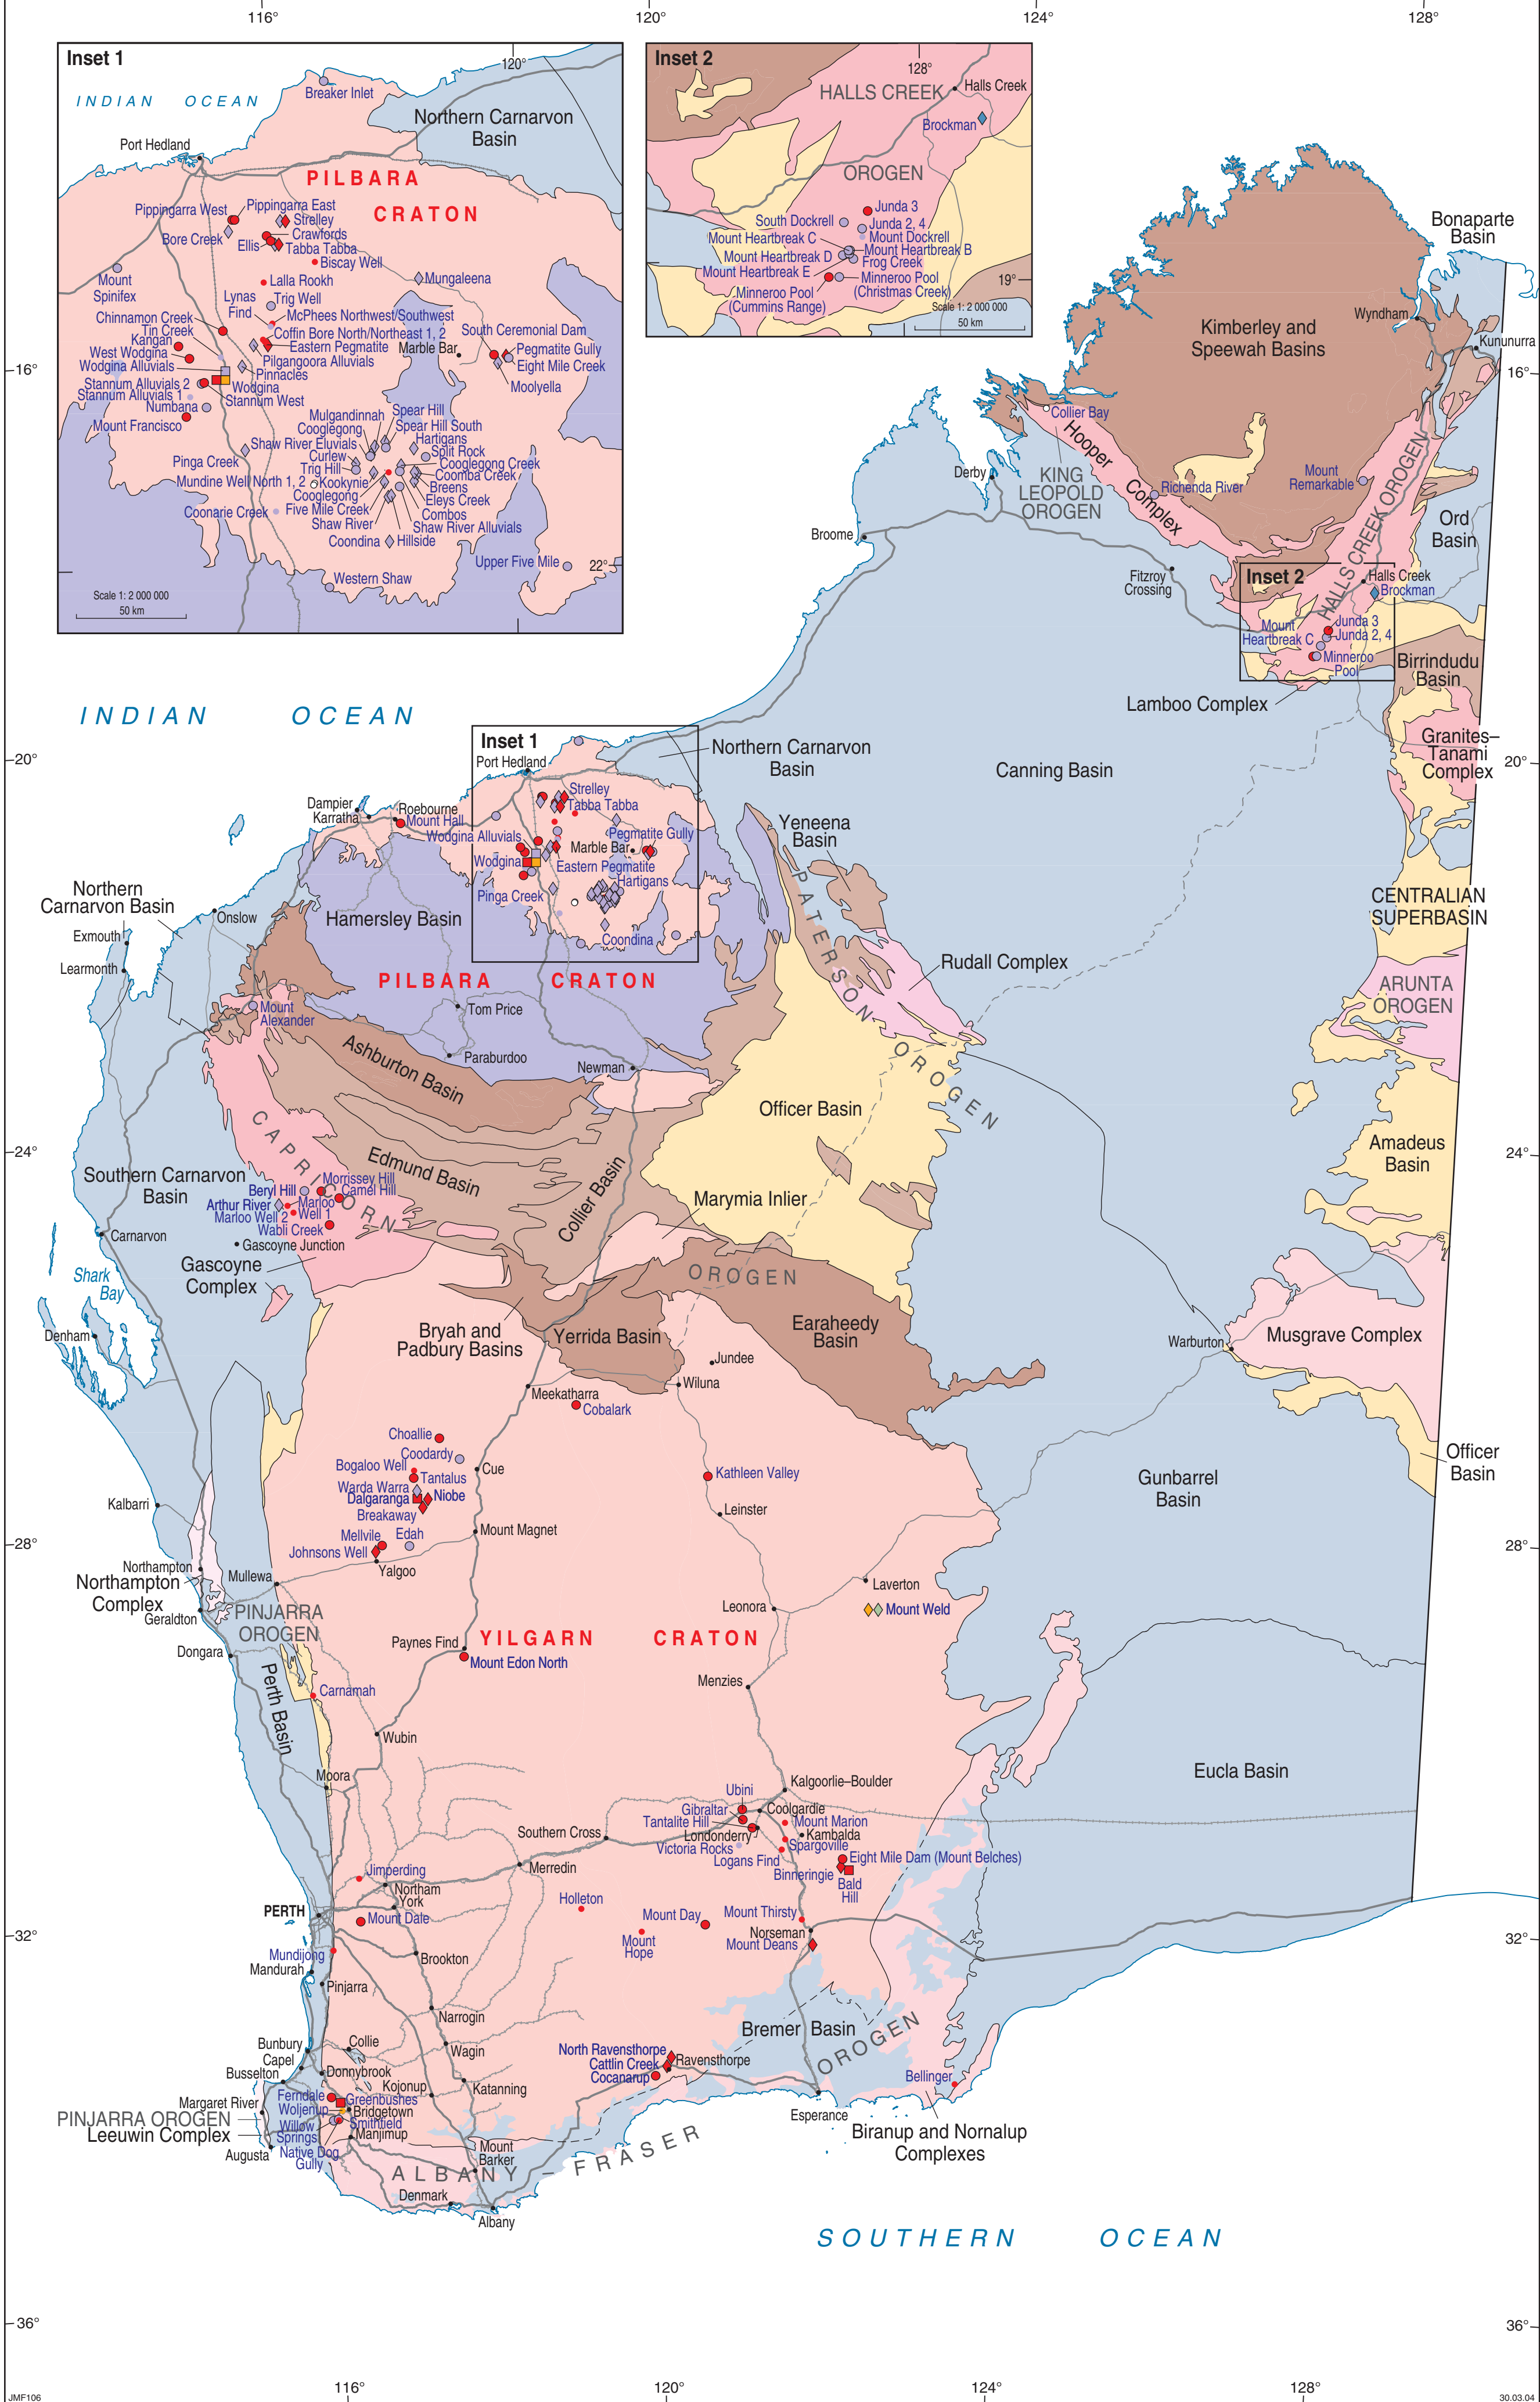 116°
120°
124°
128°
Inset 1
120°
INDIAN OCEAN
Breaker Inlet
Northern Carnarvon
Basin
Port Hedland
PILBARA
CRATON
Pippingarra West
Pippingarra East
Strelley
Bore Creek
Crawfords
Ellis
Tabba Tabba
Biscay Well
Mount
Spinifex
Lalla Rookh
Mungaleena
Lynas
Find
Trig Well
McPhees Northwest/Southwest
Chinnamon Creek
Tin Creek
Coffin Bore North/Northeast 1, 2
South Ceremonial Dam
Kangan
Eastern Pegmatite
Marble Bar
Pegmatite Gully
West Wodgina
Pilgangoora Alluvials
Eight Mile Creek
Wodgina Alluvials
Pinnacles
Moolyella
Stannum Alluvials 2
Wodgina
Stannum Alluvials 1
Stannum West
Numbana
Mount Francisco
Mulgandinnah
Spear Hill
Cooglegong
Spear Hill South
Shaw River Eluvials
Hartigans
Curlew
Split Rock
Pinga Creek
Trig Hill
Cooglegong Creek
Mundine Well North 1, 2
Kookynie
Coomba Creek
Cooglegong
Breens
Coonarie Creek
Five Mile Creek
Eleys Creek
Shaw River
Combos
Shaw River Alluvials
Coondina
Hillside
Upper Five Mile
22°
Western Shaw
Scale 1: 2 000 000
50 km
Inset 2
128°
HALLS CREEK
Halls Creek
Brockman
OROGEN
Junda 3
South Dockrell
Junda 2, 4
Mount Heartbreak C
Mount Dockrell
Mount Heartbreak B
Mount Heartbreak D
Frog Creek
Mount Heartbreak E
Minneroo Pool
(Christmas Creek)
Minneroo Pool
(Cummins Range)
19°
Scale 1: 2 000 000
50 km
Bonaparte
Basin
Wyndham
Kimberley and
Speewah Basins
Kununurra
16°
16°
Collier Bay
Hooper
Complex
Derby
KING
LEOPOLD
OROGEN
Richenda River
Mount
Remarkable
HALLS CREEK OROGEN
Ord
Basin
Broome
Fitzroy
Crossing
Inset 2
Halls Creek
Brockman
Mount
Heartbreak C
Junda 3
Junda 2, 4
Minneroo
Pool
Birrindudu
Basin
Lamboo Complex
INDIAN OCEAN
Inset 1
Port Hedland
Northern Carnarvon
Basin
Canning Basin
Granites–
Tanami
Complex
20°
20°
Dampier
Karratha
Roebourne
Mount Hall
Strelley
Tabba Tabba
Wodgina Alluvials
Pegmatite Gully
Marble Bar
Wodgina
Eastern Pegmatite
Hartigans
Pinga Creek
Coondina
Yeneena
Basin
PATERSON
OROGEN
Northern
Carnarvon Basin
Onslow
Exmouth
Learmonth
Hamersley Basin
PILBARA CRATON
Rudall Complex
CENTRALIAN
SUPERBASIN
ARUNTA
OROGEN
Mount
Alexander
Tom Price
Paraburdoo
Newman
Ashburton Basin
Officer Basin
Amadeus
Basin
24°
24°
CAPRICORN
Edmund Basin
Collier Basin
Marymia Inlier
Southern Carnarvon
Basin
Morrissey Hill
Beryl Hill
Camel Hill
Arthur River
Marloo
Marloo Well 2
Well 1
Wabli Creek
Carnarvon
Gascoyne Junction
Gascoyne
Complex
OROGEN
Shark
Bay
Denham
Bryah and
Padbury Basins
Yerrida Basin
Earaheedy
Basin
Warburton
Musgrave Complex
Jundee
Wiluna
Meekatharra
Cobalark
Officer
Basin
Choallie
Coodardy
Cue
Bogaloo Well
Tantalus
Warda Warra
Dalgaranga
Niobe
Breakaway
Kathleen Valley
Leinster
Gunbarrel
Basin
Kalbarri
Mellvile
Edah
Mount Magnet
Johnsons Well
Yalgoo
28°
28°
Northampton
Northampton
Complex
Mullewa
Geraldton
PINJARRA
OROGEN
Laverton
Leonora
Mount Weld
Dongara
Paynes Find
YILGARN CRATON
Mount Edon North
Perth Basin
Carnamah
Menzies
Wubin
Moora
Eucla Basin
Ubini
Kalgoorlie–Boulder
Gibraltar
Coolgardie
Tantalite Hill
Mount Marion
Southern Cross
Londonderry
Kambalda
Victoria Rocks
Spargoville
Logans Find
Eight Mile Dam (Mount Belches)
Binneringie
Bald
Hill
Jimperding
Merredin
Northam
York
Holleton
PERTH
Mount Dale
Mount Day
Mount Thirsty
Norseman
Mount
Hope
Mount Deans
32°
32°
Mundijong
Mandurah
Brookton
Pinjarra
Narrogin
Bremer Basin
OROGEN
Bunbury
Collie
Wagin
North Ravensthorpe
Capel
Cattlin Creek
Ravensthorpe
Busselton
Donnybrook
Cocanarup
Kojonup
Katanning
Bellinger
Margaret River
Ferndale
Greenbushes
Woljenup
Bridgetown
Esperance
PINJARRA OROGEN
Leeuwin Complex
Willow
Springs
Smithfield
Manjimup
Biranup and Nornalup
Complexes
Augusta
Native Dog
Gully
Mount
Barker
ALBANY – FRASER
Denmark
Albany
SOUTHERN OCEAN
36°
36°
116°
120°
124°
128°
JMF106
30.03.04